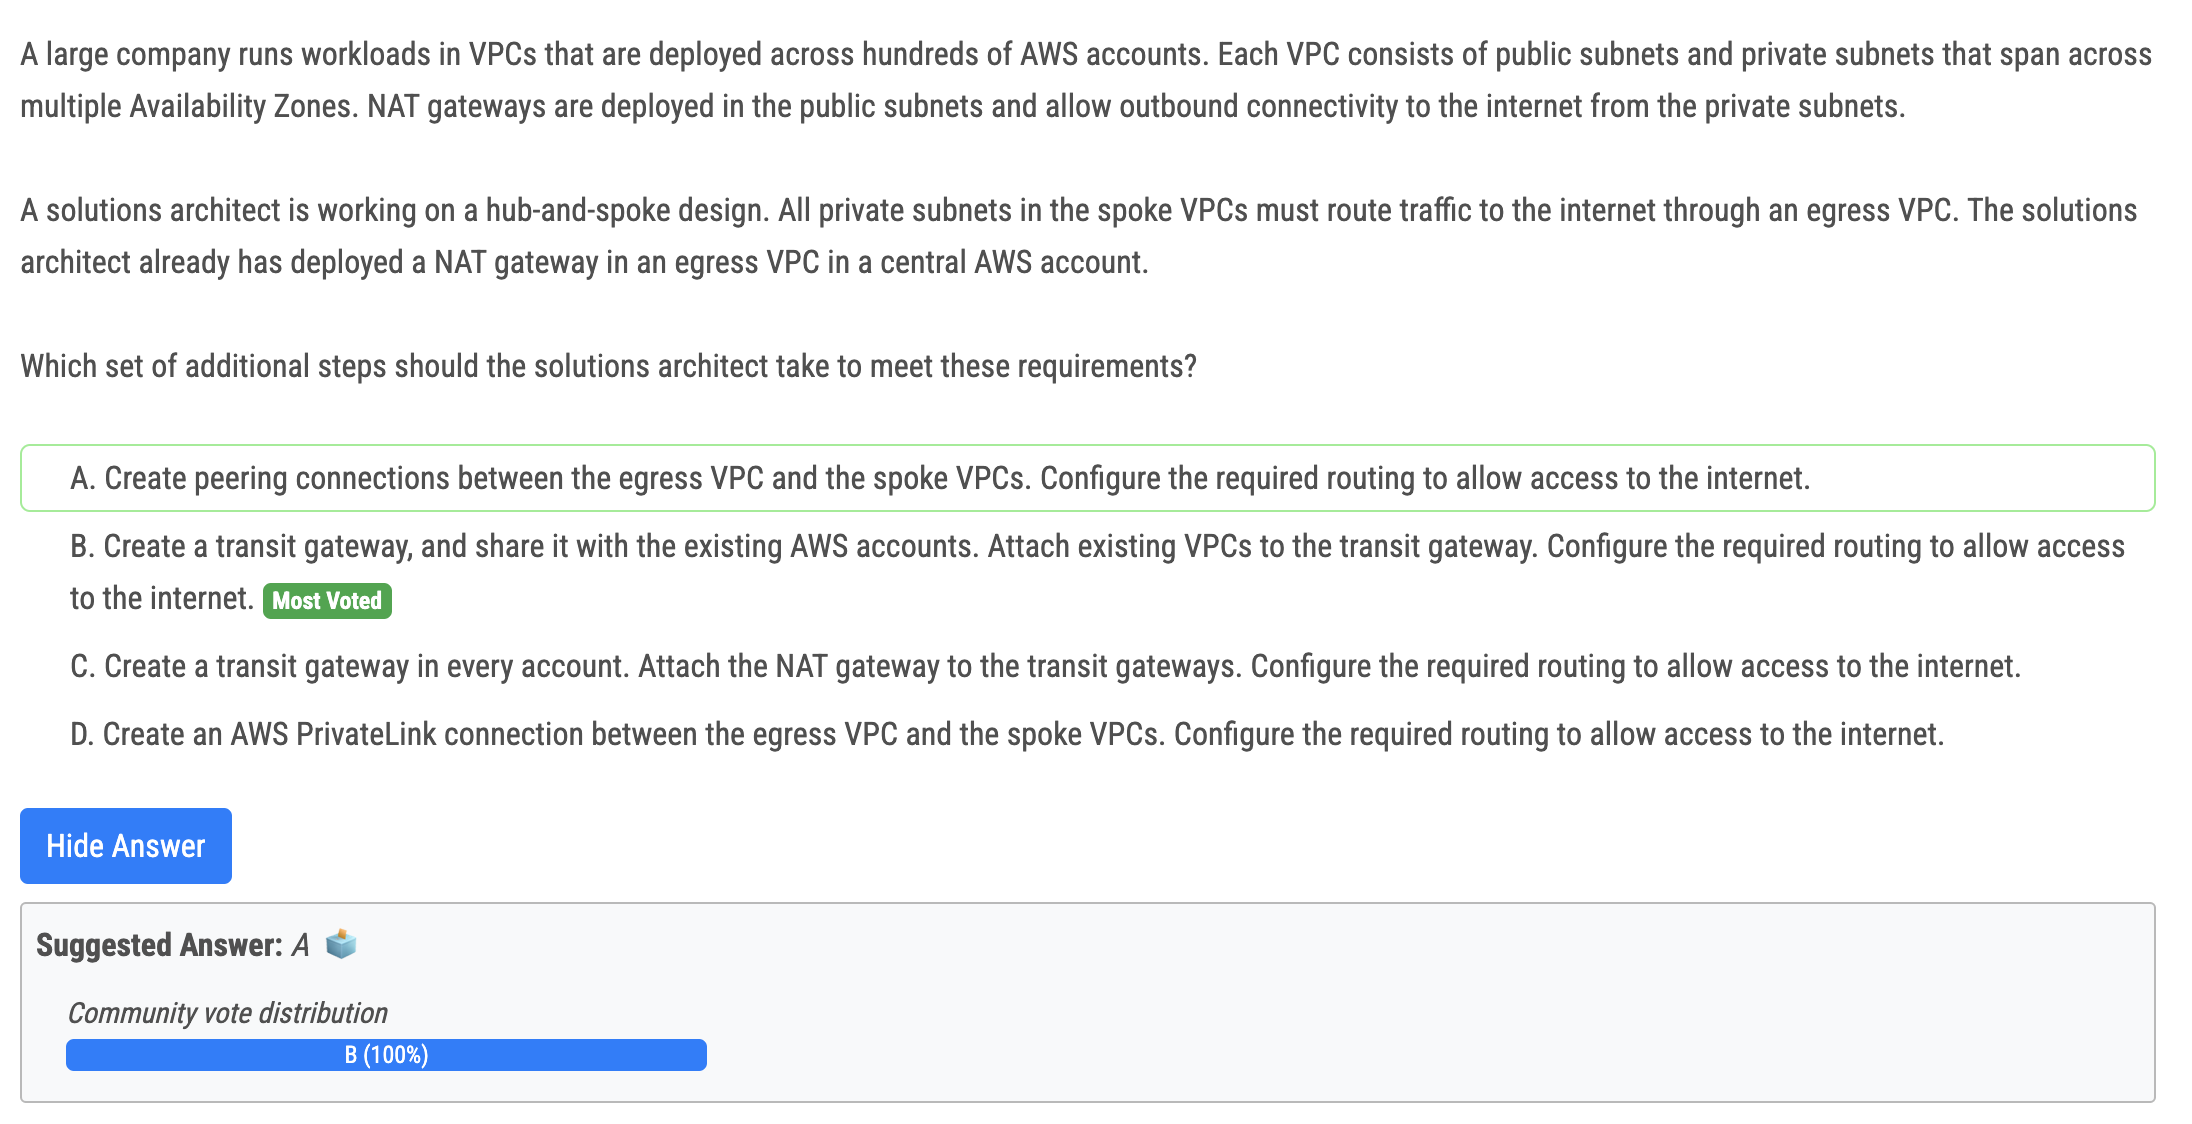 A large company runs workloads in VPCs that are deployed across hundreds of AWS accounts. Each VPC consists of public subnets and private subnets that span across
multiple Availability Zones. NAT gateways are deployed in the public subnets and allow outbound connectivity to the internet from the private subnets.
A solutions architect is working on a hub-and-spoke design. All private subnets in the spoke VPCs must route traffic to the internet through an egress VPC. The solutions
architect already has deployed a NAT gateway in an egress VPC in a central AWS account.
Which set of additional steps should the solutions architect take to meet these requirements?
A. Create peering connections between the egress VPC and the spoke VPCs. Configure the required routing to allow access to the internet.
B. Create a transit gateway, and share it with the existing AWS accounts. Attach existing VPCs to the transit gateway. Configure the required routing to allow access
to the internet. Most Voted
C. Create a transit gateway in every account. Attach the NAT gateway to the transit gateways. Configure the required routing to allow access to the internet.
D. Create an AWS PrivateLink connection between the egress VPC and the spoke VPCs. Configure the required routing to allow access to the internet.
Hide Answer
Suggested Answer: A
Community vote distribution
B (100%)